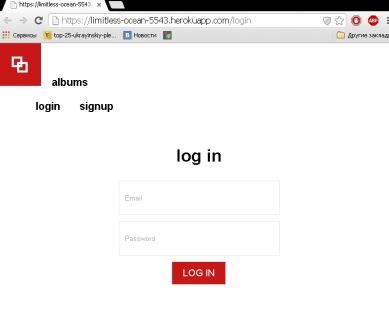 https://limitless-ocean-5543.
https://limitless-ocean-5543.herokuapp.com/login
Сервисы top-25-ukrayinskiy-ple... Новости Другие заклад
albums
login signup
log in
Email
Password
LOG IN